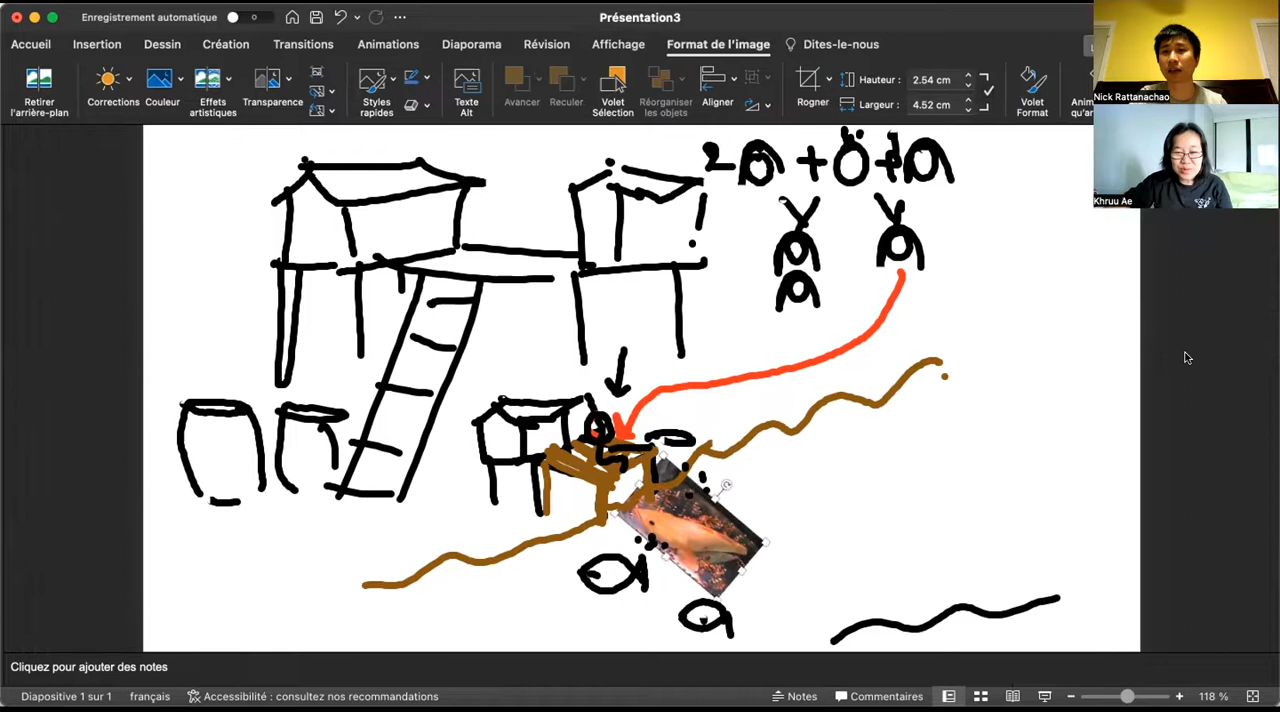 Enregistrement automatique
Présentation3
Accueil Insertion Dessin Création Transitions Animations Diaporama Révision Affichage Format de l'image Dites-le-nous
Retirer l'arrière-plan
Corrections
Couleur
Effets artistiques
Transparence
Styles rapides
Texte Alt
Avancer
Reculer
Volet Sélection
Réorganiser les objets
Aligner
Rogner
Hauteur: 2.54 cm
Largeur: 4.52 cm
Volet Format
Nick Rattanachao
Khruu Ae
Cliquez pour ajouter des notes
Diapositive 1 sur 1 français Accessibilité : consultez nos recommandations Notes Commentaires 118 %